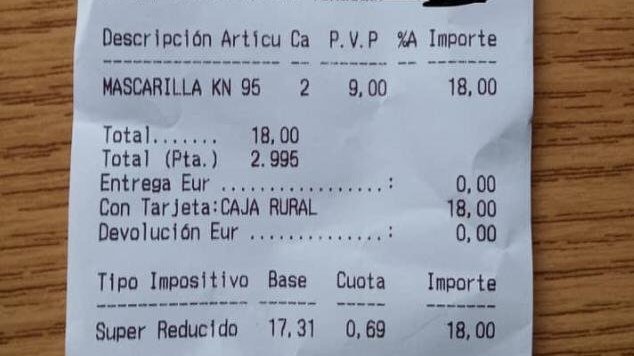 Descripción Artícu Ca P.V.P %A Importe
MASCARILLA KN 95 2 9,00 18,00
Total....... 18,00
Total (Pta.) 2.995
Entrega Eur .................: 0,00
Con Tarjeta:CAJA RURAL 18,00
Devolución Eur ..............: 0,00
Tipo Impositivo Base Cuota Importe
Super Reducido 17,31 0,69 18,00